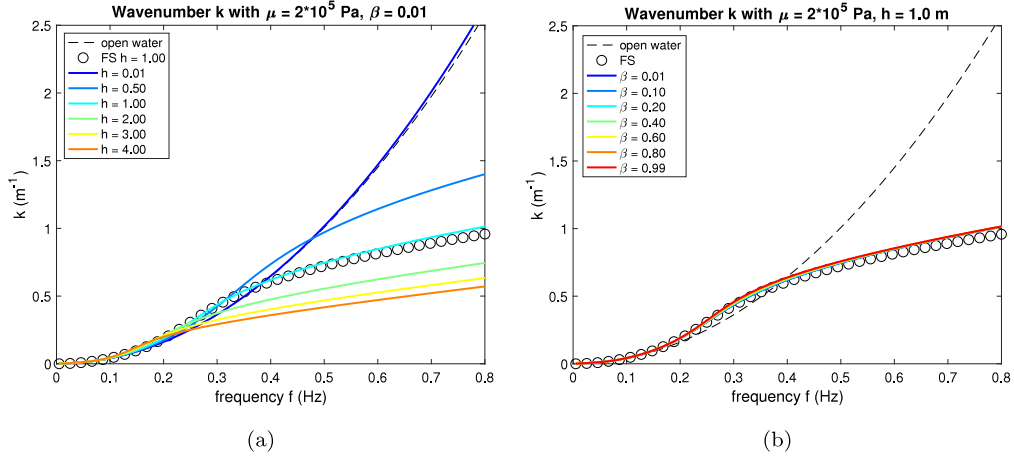 Wavenumber k with μ = 2*10⁵ Pa, β = 0.01
open water
FS h = 1.00
h = 0.01
h = 0.50
h = 1.00
h = 2.00
h = 3.00
h = 4.00
2.5
2
1.5
1
0.5
0
k (m⁻¹)
0 0.1 0.2 0.3 0.4 0.5 0.6 0.7 0.8
frequency f (Hz)
(a)
Wavenumber k with μ = 2*10⁵ Pa, h = 1.0 m
open water
FS
β = 0.01
β = 0.10
β = 0.20
β = 0.40
β = 0.60
β = 0.80
β = 0.99
2.5
2
1.5
1
0.5
0
k (m⁻¹)
0 0.1 0.2 0.3 0.4 0.5 0.6 0.7 0.8
frequency f (Hz)
(b)